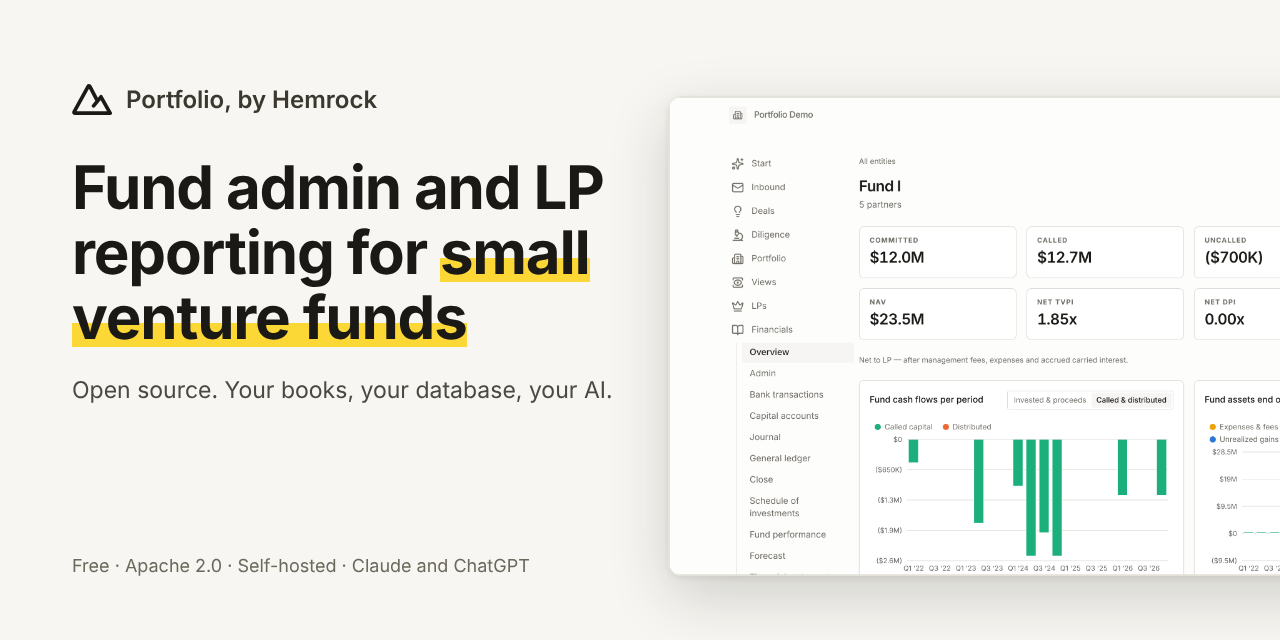 Portfolio, by Hemrock
Fund admin and LP
reporting for small
venture funds
Open source. Your books, your database, your AI.
Free · Apache 2.0 · Self-hosted · Claude and ChatGPT
Portfolio Demo
Start
Inbound
Deals
Diligence
Portfolio
Views
LPs
Financials
Overview
Admin
Bank transactions
Capital accounts
Journal
General ledger
Close
Schedule of
investments
Fund performance
Forecast
All entities
Fund I
5 partners
COMMITTED
$12.0M
CALLED
$12.7M
UNCALLED
($700K)
NAV
$23.5M
NET TVPI
1.85x
NET DPI
0.00x
Net to LP — after management fees, expenses and accrued carried interest.
Fund cash flows per period
Invested & proceeds Called & distributed
Called capital Distributed
$0
($650K)
($1.3M)
($1.9M)
($2.6M)
Q1 '22 Q3 '22 Q1 '23 Q3 '23 Q1 '24 Q3 '24 Q1 '25 Q3 '25 Q1 '26 Q3 '26
Fund assets end o
Expenses & fees
Unrealized gains
$28.5M
$19M
$9.5M
$0
($9.5M)
Q1 '22